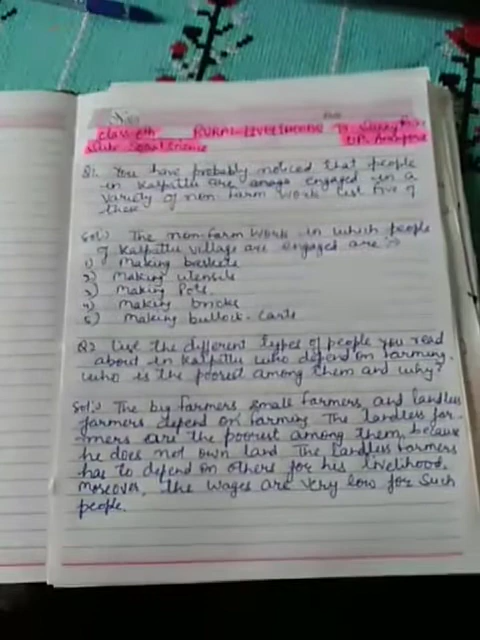 class 6th RURAL LIVELIHOODS
Sub: Social Science
Q1. You have probably noticed that people
in Kalpattu are engaged in a
variety of non-farm work list five of
these
Sol:) The non-farm work in which people
of Kalpattu village are engaged are :→
1) Making baskets
2) Making utensils
3) Making Pots.
4) Making bricks
5) Making bullock-carts
Q2 List the different types of people you read
about in Kalpattu who depend on farming.
who is the poorest among them and why?
Sol:) The big farmers, small farmers, and landless
farmers depend on farming The landless far-
mers are the poorest among them, because
he does not own land The landless farmers
has to depend on others for his livelihood.
Moreover, the wages are very low for such
people.